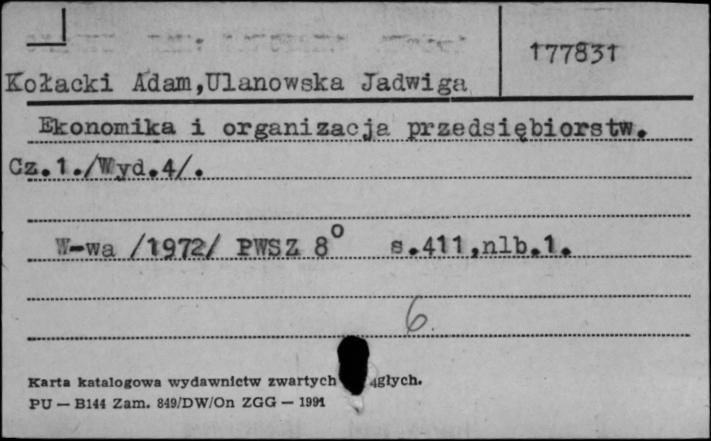 177831
Kołacki Adam,Ulanowska Jadwiga
Ekonomika i organizacja przedsiębiorstw.
Cz.1./Wyd.4/.
W-wa /1972/ PWSZ 8° s.411,nlb.1.
6
Karta katalogowa wydawnictw zwartych głych.
PU — B144 Zam. 849/DW/On ZGG — 1991